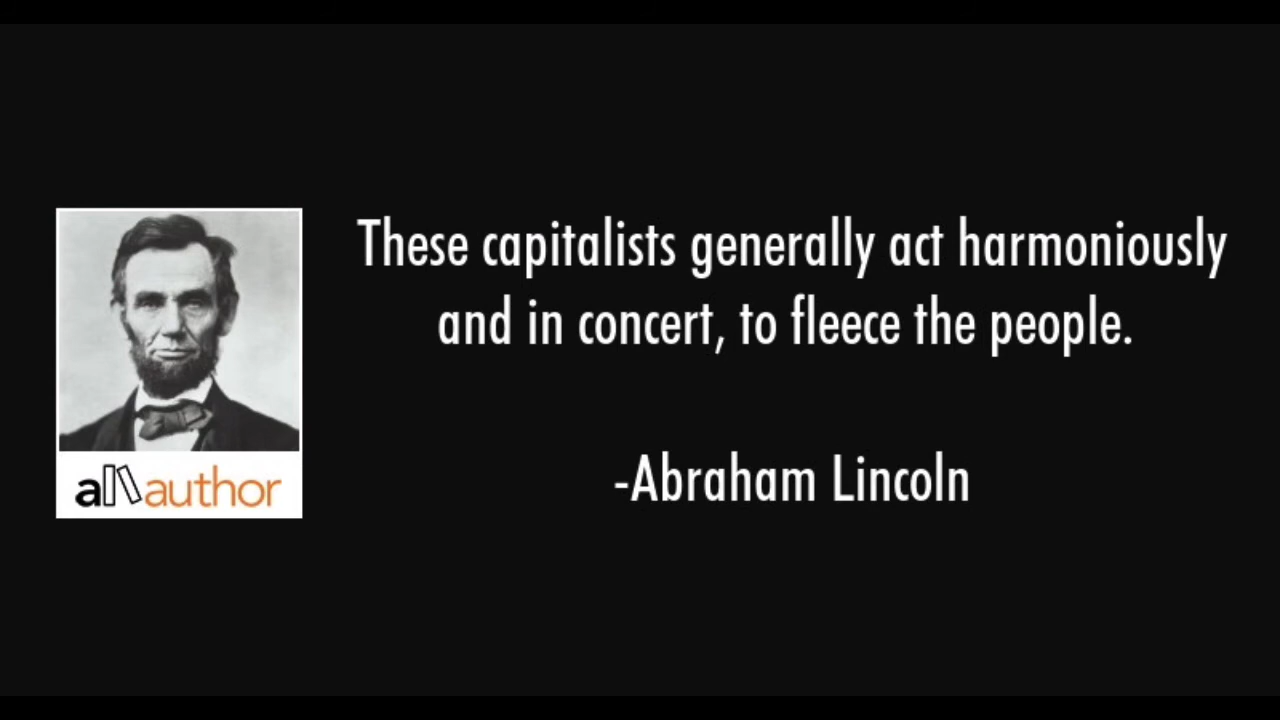 These capitalists generally act harmoniously
and in concert, to fleece the people.
-Abraham Lincoln
allauthor